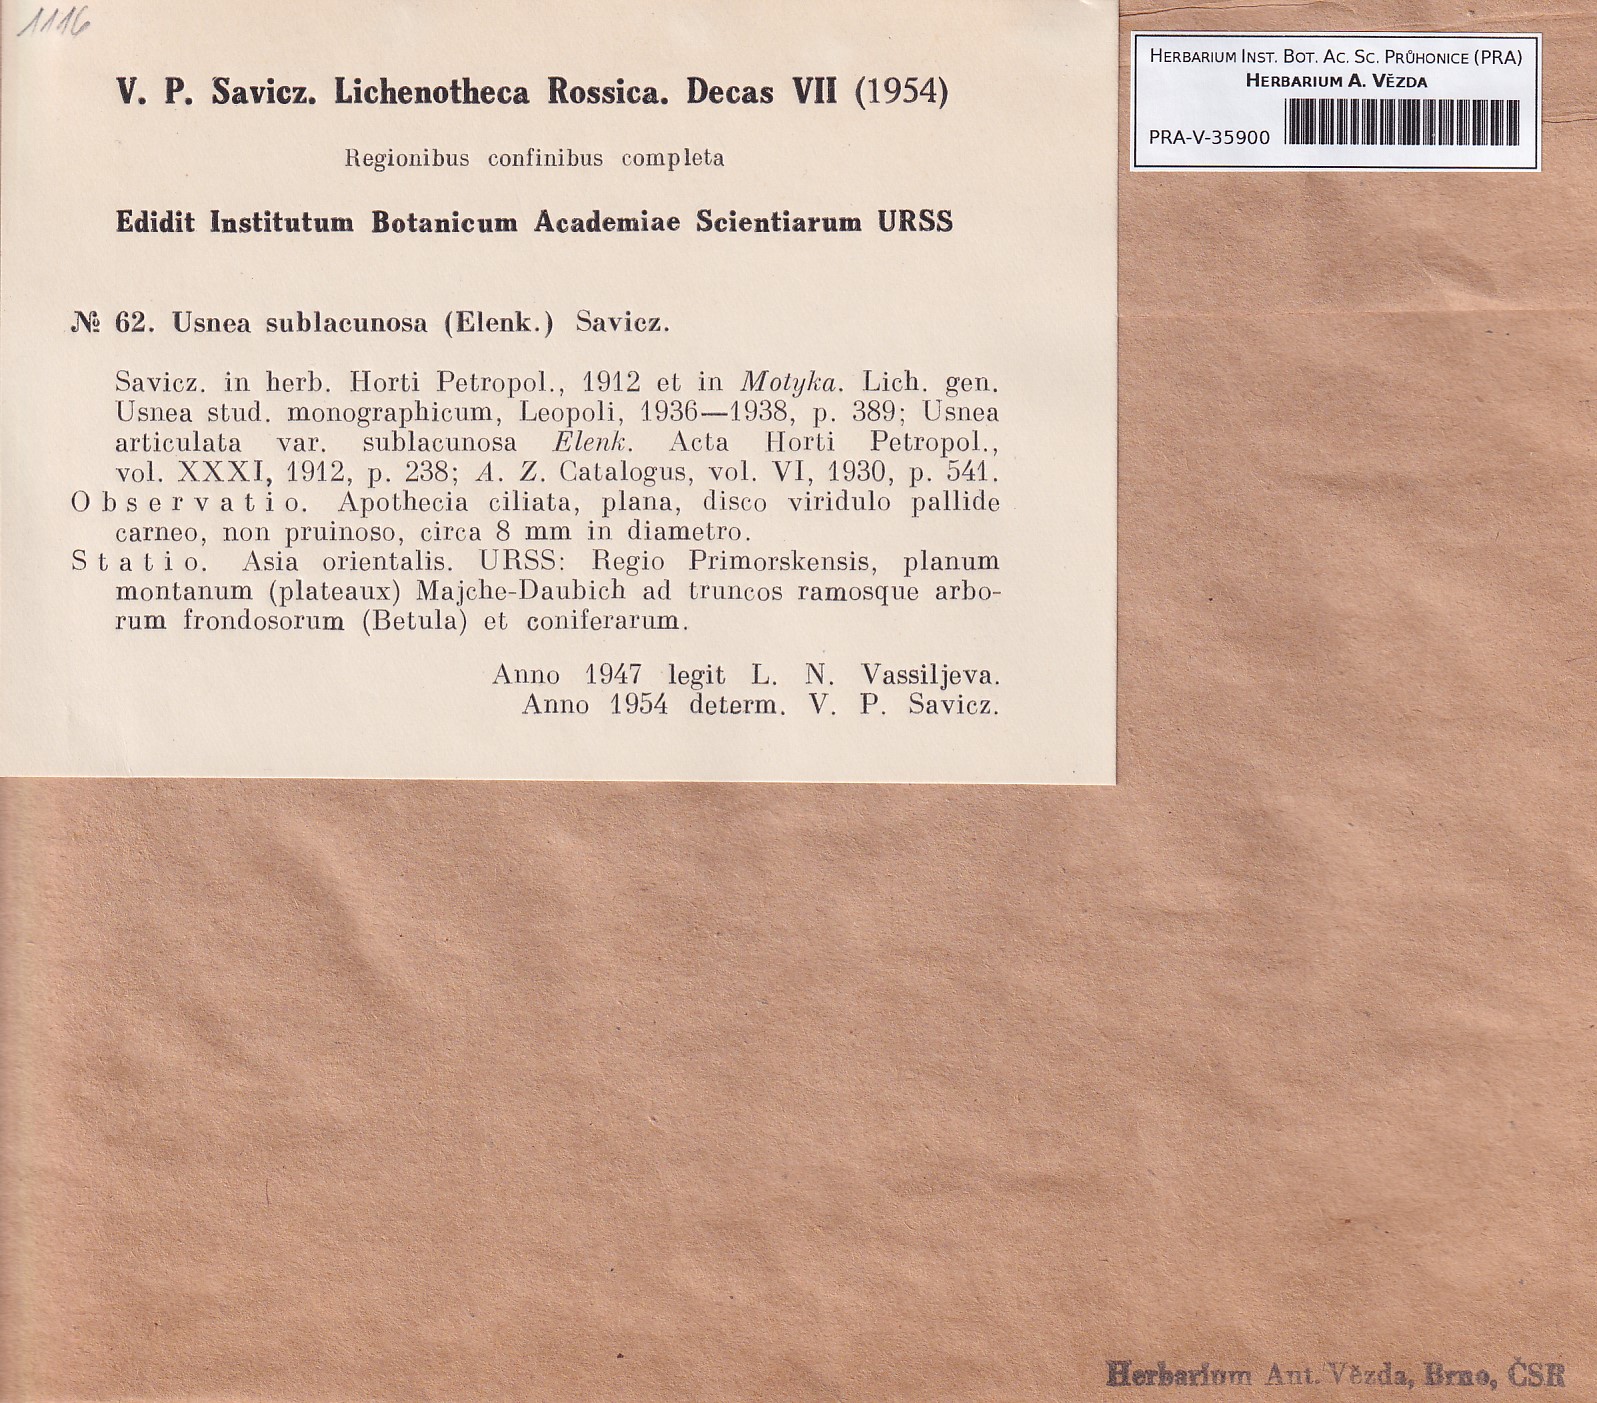 1116
V. P. Savicz. Lichenotheca Rossica. Decas VII (1954)
Regionibus confinibus completa
Edidit Institutum Botanicum Academiae Scientiarum URSS
№ 62. Usnea sublacunosa (Elenk.) Savicz.
Savicz. in herb. Horti Petropol., 1912 et in Motyka. Lich. gen.
Usnea stud. monographicum, Leopoli, 1936—1938, p. 389; Usnea
articulata var. sublacunosa Elenk. Acta Horti Petropol.,
vol. XXXI, 1912, p. 238; A. Z. Catalogus, vol. VI, 1930, p. 541.
Observatio. Apothecia ciliata, plana, disco viridulo pallide
carneo, non pruinoso, circa 8 mm in diametro.
Statio. Asia orientalis. URSS: Regio Primorskensis, planum
montanum (plateaux) Majche-Daubich ad truncos ramosque arbo-
rum frondosorum (Betula) et coniferarum.
Anno 1947 legit L. N. Vassiljeva.
Anno 1954 determ. V. P. Savicz.
HERBARIUM INST. BOT. AC. SC. PRŮHONICE (PRA)
HERBARIUM A. VĚZDA
PRA-V-35900
Herbarium Ant. Vězda, Brno, ČSR